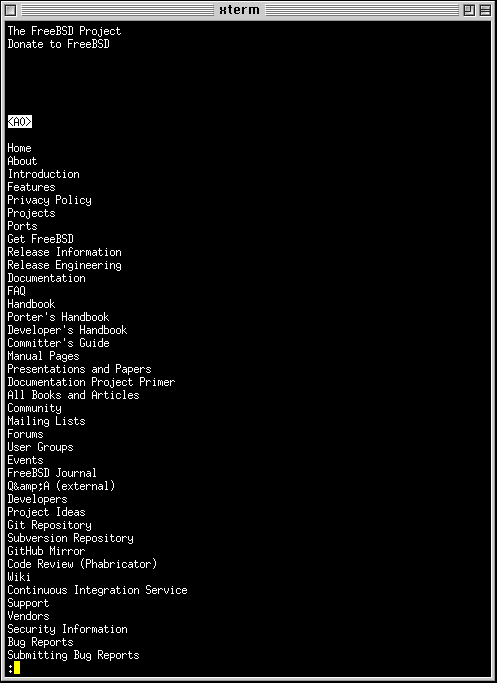 xterm
The FreeBSD Project
Donate to FreeBSD
<A0>
Home
About
Introduction
Features
Privacy Policy
Projects
Ports
Get FreeBSD
Release Information
Release Engineering
Documentation
FAQ
Handbook
Porter's Handbook
Developer's Handbook
Committer's Guide
Manual Pages
Presentations and Papers
Documentation Project Primer
All Books and Articles
Community
Mailing Lists
Forums
User Groups
Events
FreeBSD Journal
Q&amp;A (external)
Developers
Project Ideas
Git Repository
Subversion Repository
GitHub Mirror
Code Review (Phabricator)
Wiki
Continuous Integration Service
Support
Vendors
Security Information
Bug Reports
Submitting Bug Reports
: